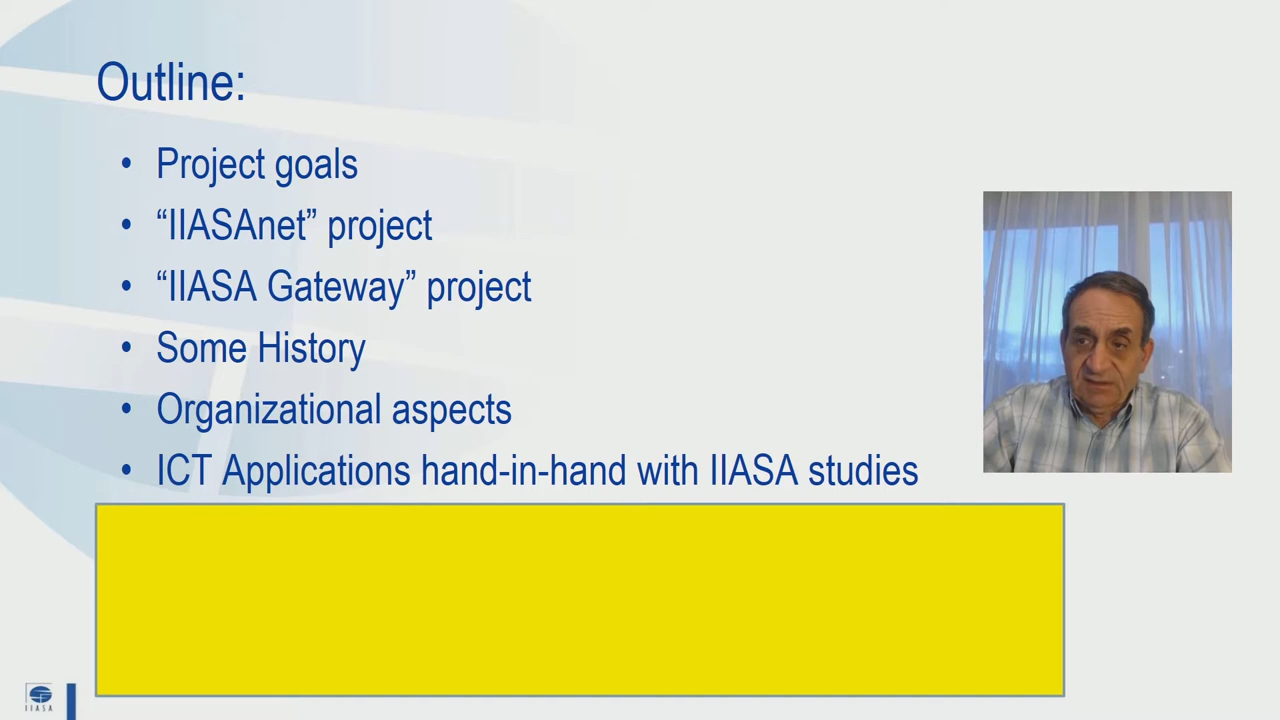 Outline:
• Project goals
• “IIASAnet” project
• “IIASA Gateway” project
• Some History
• Organizational aspects
• ICT Applications hand-in-hand with IIASA studies
IIASA